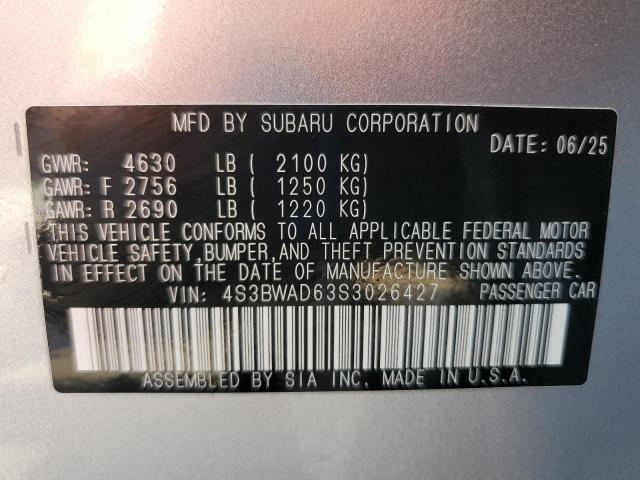 MFD BY SUBARU CORPORATION
DATE: 06/25
GVWR: 4630 LB ( 2100 KG)
GAWR: F 2756 LB ( 1250 KG)
GAWR: R 2690 LB ( 1220 KG)
THIS VEHICLE CONFORMS TO ALL APPLICABLE FEDERAL MOTOR
VEHICLE SAFETY, BUMPER, AND THEFT PREVENTION STANDARDS
IN EFFECT ON THE DATE OF MANUFACTURE SHOWN ABOVE.
VIN: 4S3BWAD63S3026427 PASSENGER CAR
ASSEMBLED BY SIA INC. MADE IN U.S.A.